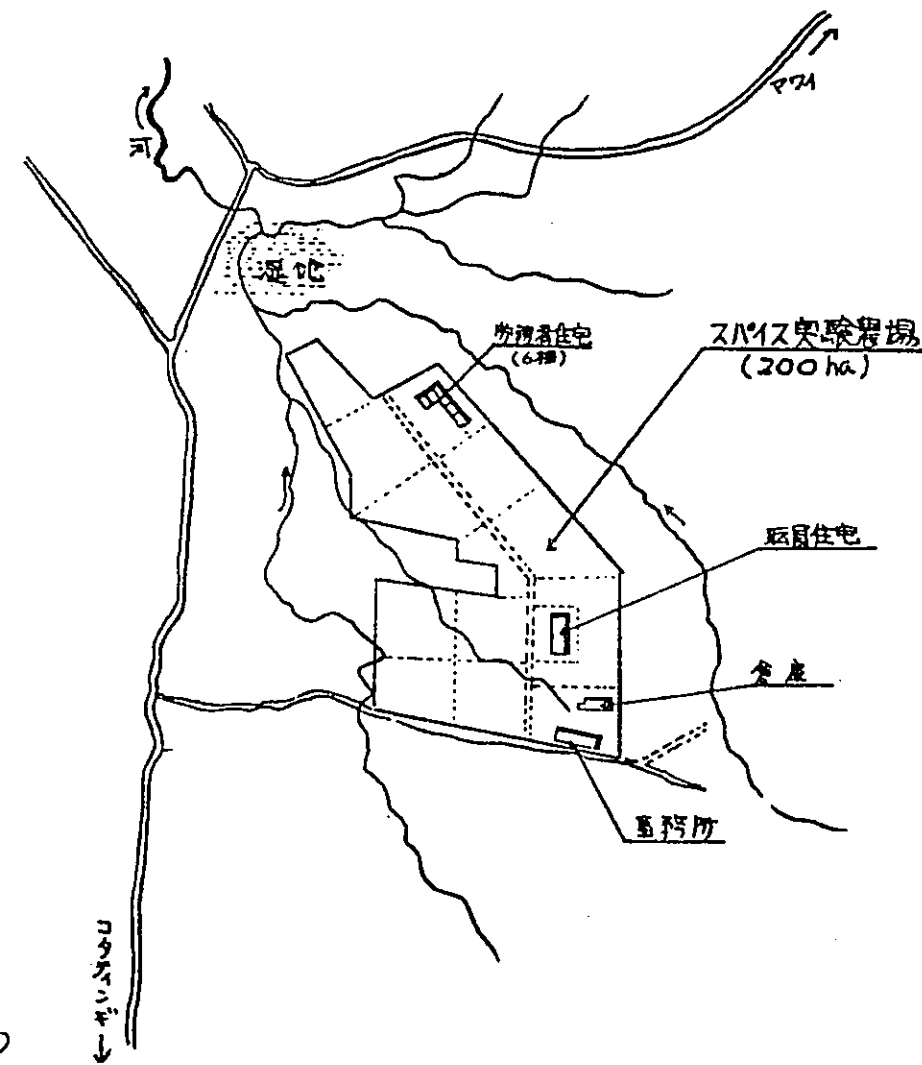 マワイ
河
湿地
労務者住宅
(6棟)
スパイス実験農場
(200 ha)
職員住宅
倉庫
事務所
コタティンギ